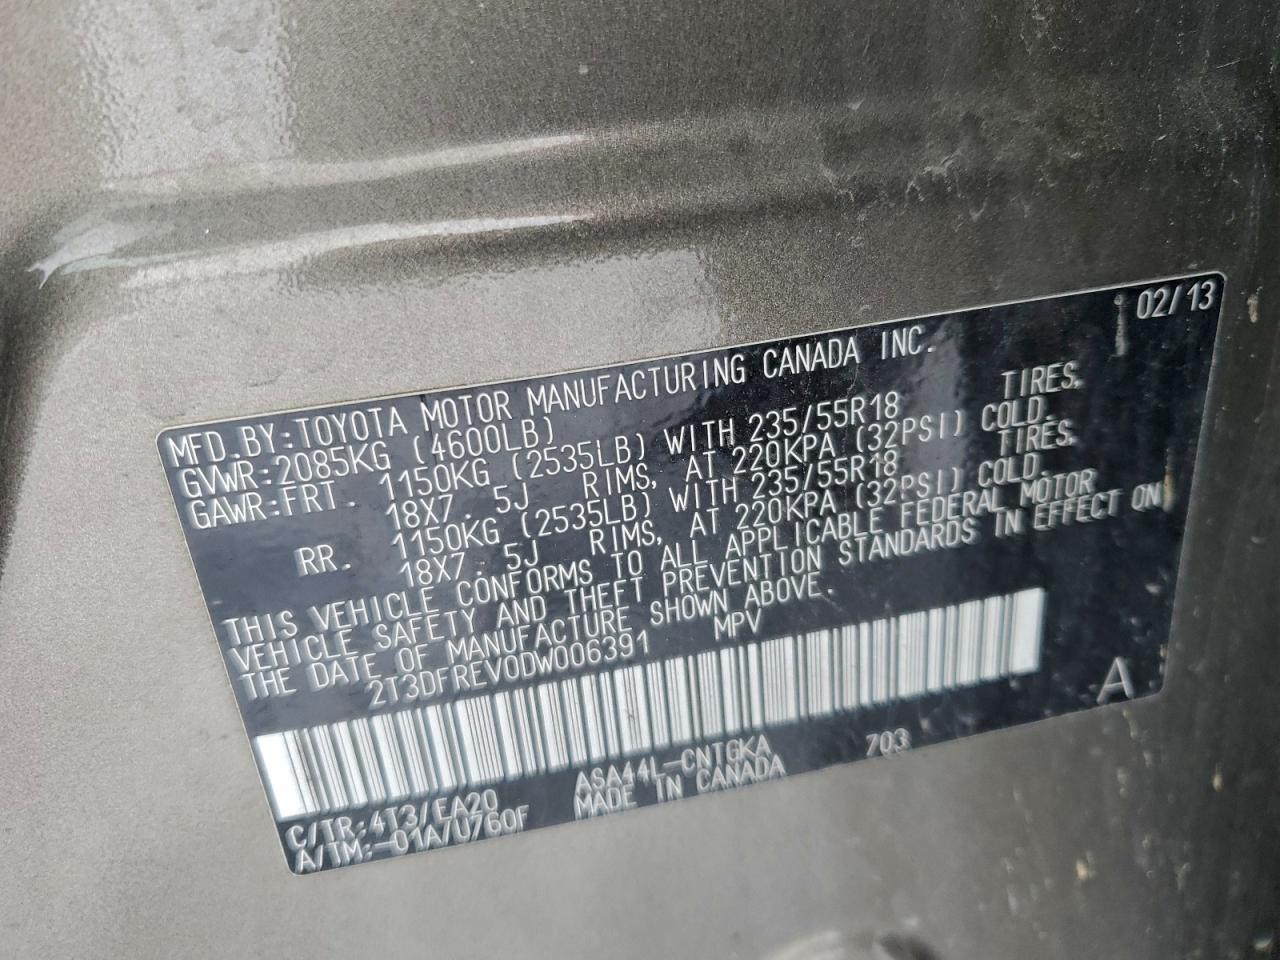 02/13
MFD.BY:TOYOTA MOTOR MANUFACTURING CANADA INC.
GVWR:2085KG (4600LB)
GAWR:FRT. 1150KG (2535LB) WITH 235/55R18 TIRES,
18X7.5J RIMS, AT 220KPA (32PSI) COLD.
RR. 1150KG (2535LB) WITH 235/55R18 TIRES,
18X7.5J RIMS, AT 220KPA (32PSI) COLD.
THIS VEHICLE CONFORMS TO ALL APPLICABLE FEDERAL MOTOR
VEHICLE SAFETY AND THEFT PREVENTION STANDARDS IN EFFECT ON
THE DATE OF MANUFACTURE SHOWN ABOVE.
2T3DFREV0DW006391 MPV
A
C/TR:4T3/EA20 ASA44L-CNTGKA 703
A/TM:-01A/U760F MADE IN CANADA